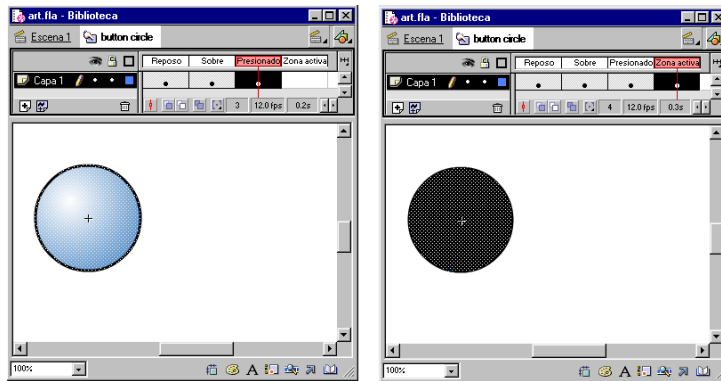 art.fla - Biblioteca
Escena 1 button circle
Reposo Sobre Presionado Zona activa
Capa 1
3 12.0 fps 0.2s
100%
A
art.fla - Biblioteca
Escena 1 button circle
Reposo Sobre Presionado Zona activa
Capa 1
4 12.0 fps 0.3s
100%
A